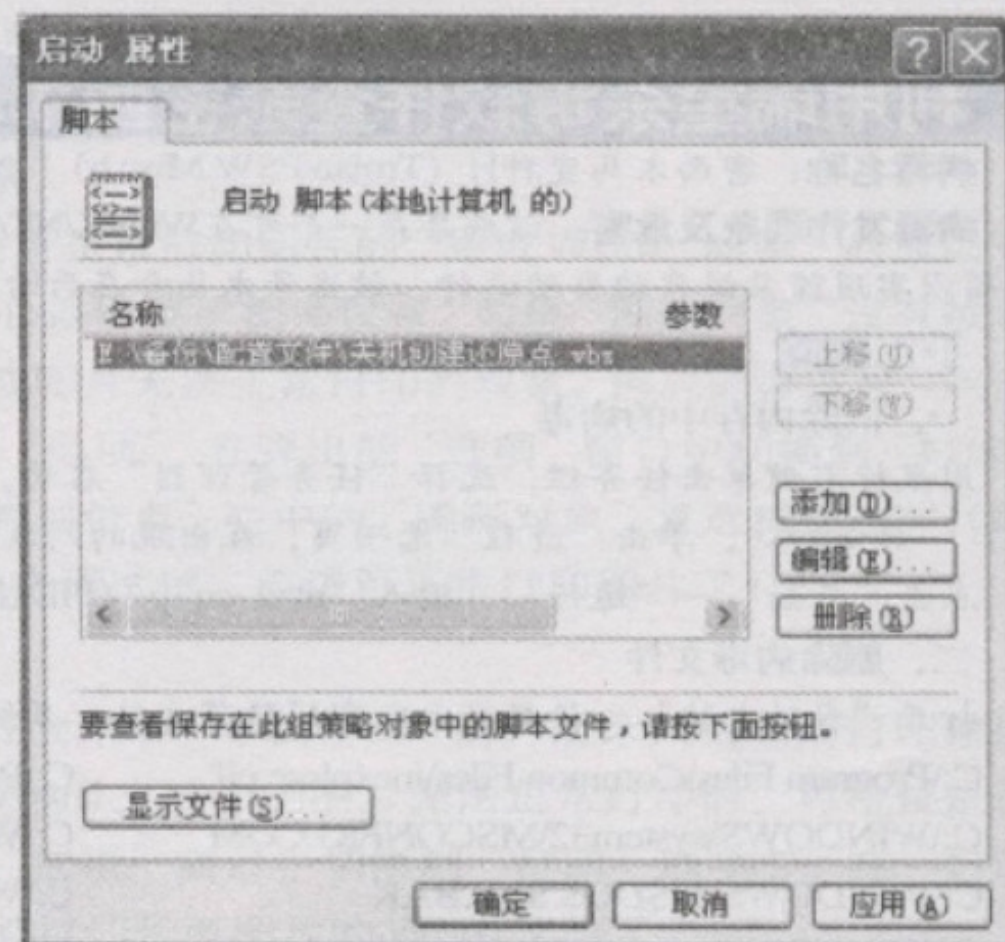 启动 属性
脚本
启动 脚本(本地计算机 的)
名称 参数
E:\备份\配置文件\关机创建还原点.vbs
上移(U)
下移(W)
添加(D)...
编辑(E)...
删除(R)
要查看保存在此组策略对象中的脚本文件，请按下面按钮。
显示文件(S)...
确定 取消 应用(A)